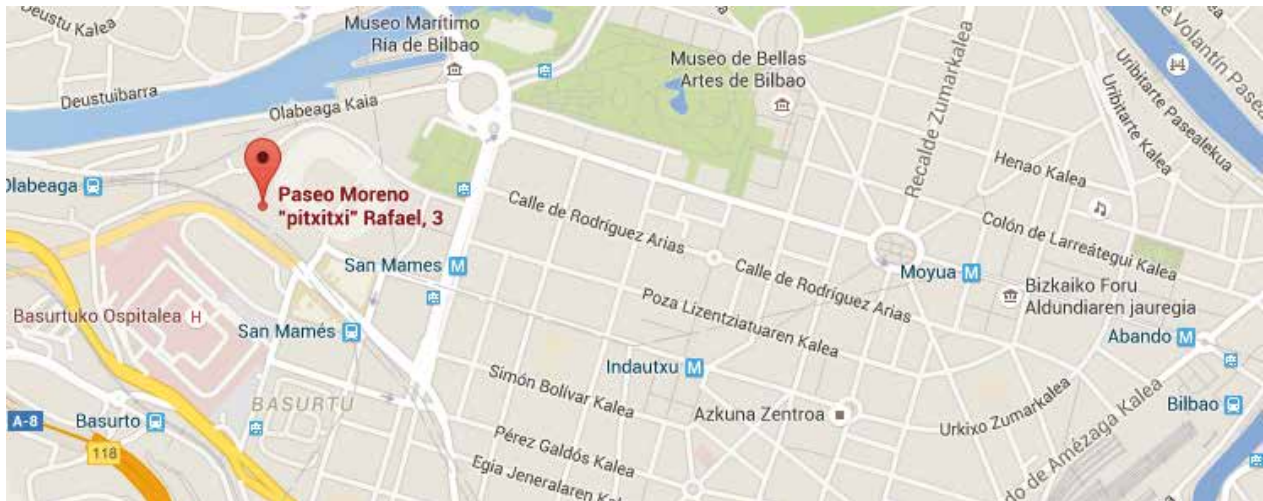 Deustu Kalea
Museo Marítimo
Ría de Bilbao
Museo de Bellas
Artes de Bilbao
Deustuibarra
Olabeaga Kaia
Recalde Zumarkalea
Uribitarte Kalea
Uribitarte Pasealekua
de Volantín Pasea
Henao Kalea
Olabeaga
Paseo Moreno
"pitxitxi" Rafael, 3
Calle de Rodríguez Arias
Colón de Larreátegui Kalea
San Mames M
Calle de Rodríguez Arias
Moyua M
Bizkaiko Foru
Aldundiaren jauregia
Basurtuko Ospitalea H
San Mamés
Poza Lizentziatuaren Kalea
Abando M
Indautxu M
Simón Bolívar Kalea
BASURTU
Azkuna Zentroa
Urkixo Zumarkalea
Bilbao
A-8
Basurto
118
Pérez Galdós Kalea
Egia Jeneralaren Kalea
do de Amézaga Kalea